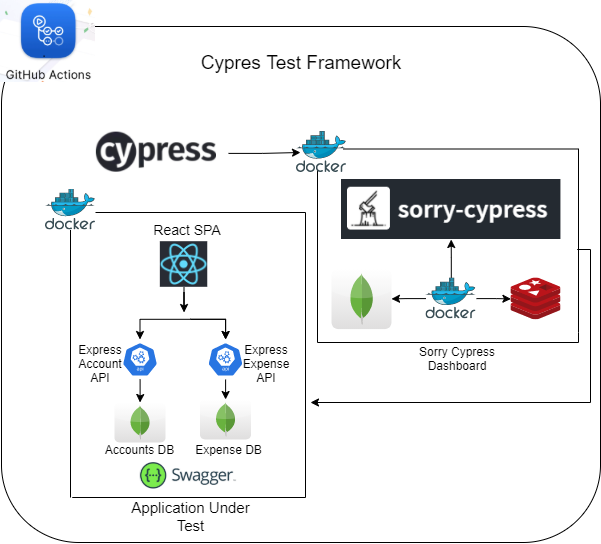 GitHub Actions
Cypres Test Framework
cypress
docker
docker
sorry-cypress
React SPA
docker
Express
Account
API
Express
Expense
API
Sorry Cypress
Dashboard
Accounts DB
Expense DB
Swagger.
Application Under
Test